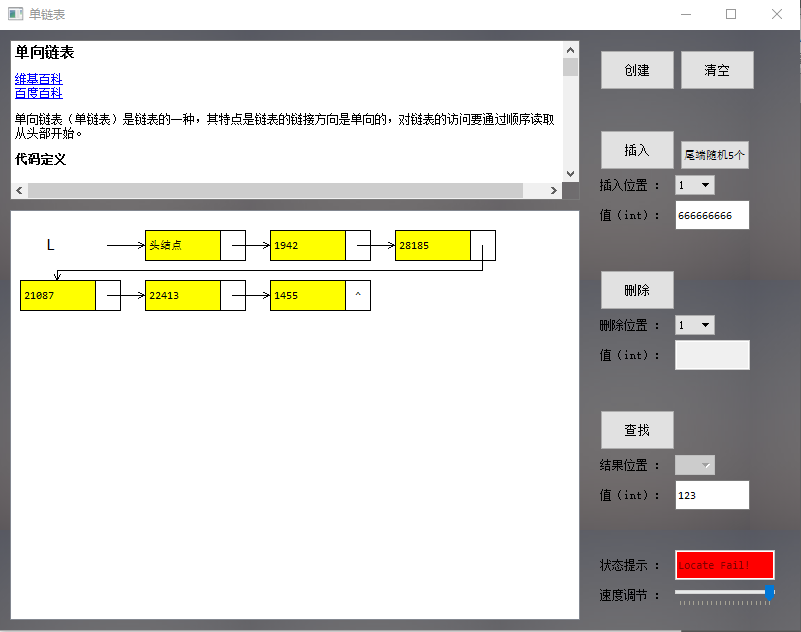 单链表
单向链表
维基百科
百度百科
单向链表（单链表）是链表的一种，其特点是链表的链接方向是单向的，对链表的访问要通过顺序读取
从头部开始。
代码定义
L
头结点
1942
28185
21087
22413
1455
^
创建
清空
插入
尾端随机5个
插入位置 ：
1
值（int）：
666666666
删除
删除位置 ：
1
值（int）：
查找
结果位置 ：
值（int）：
123
状态提示 ：
Locate Fail!
速度调节 ：